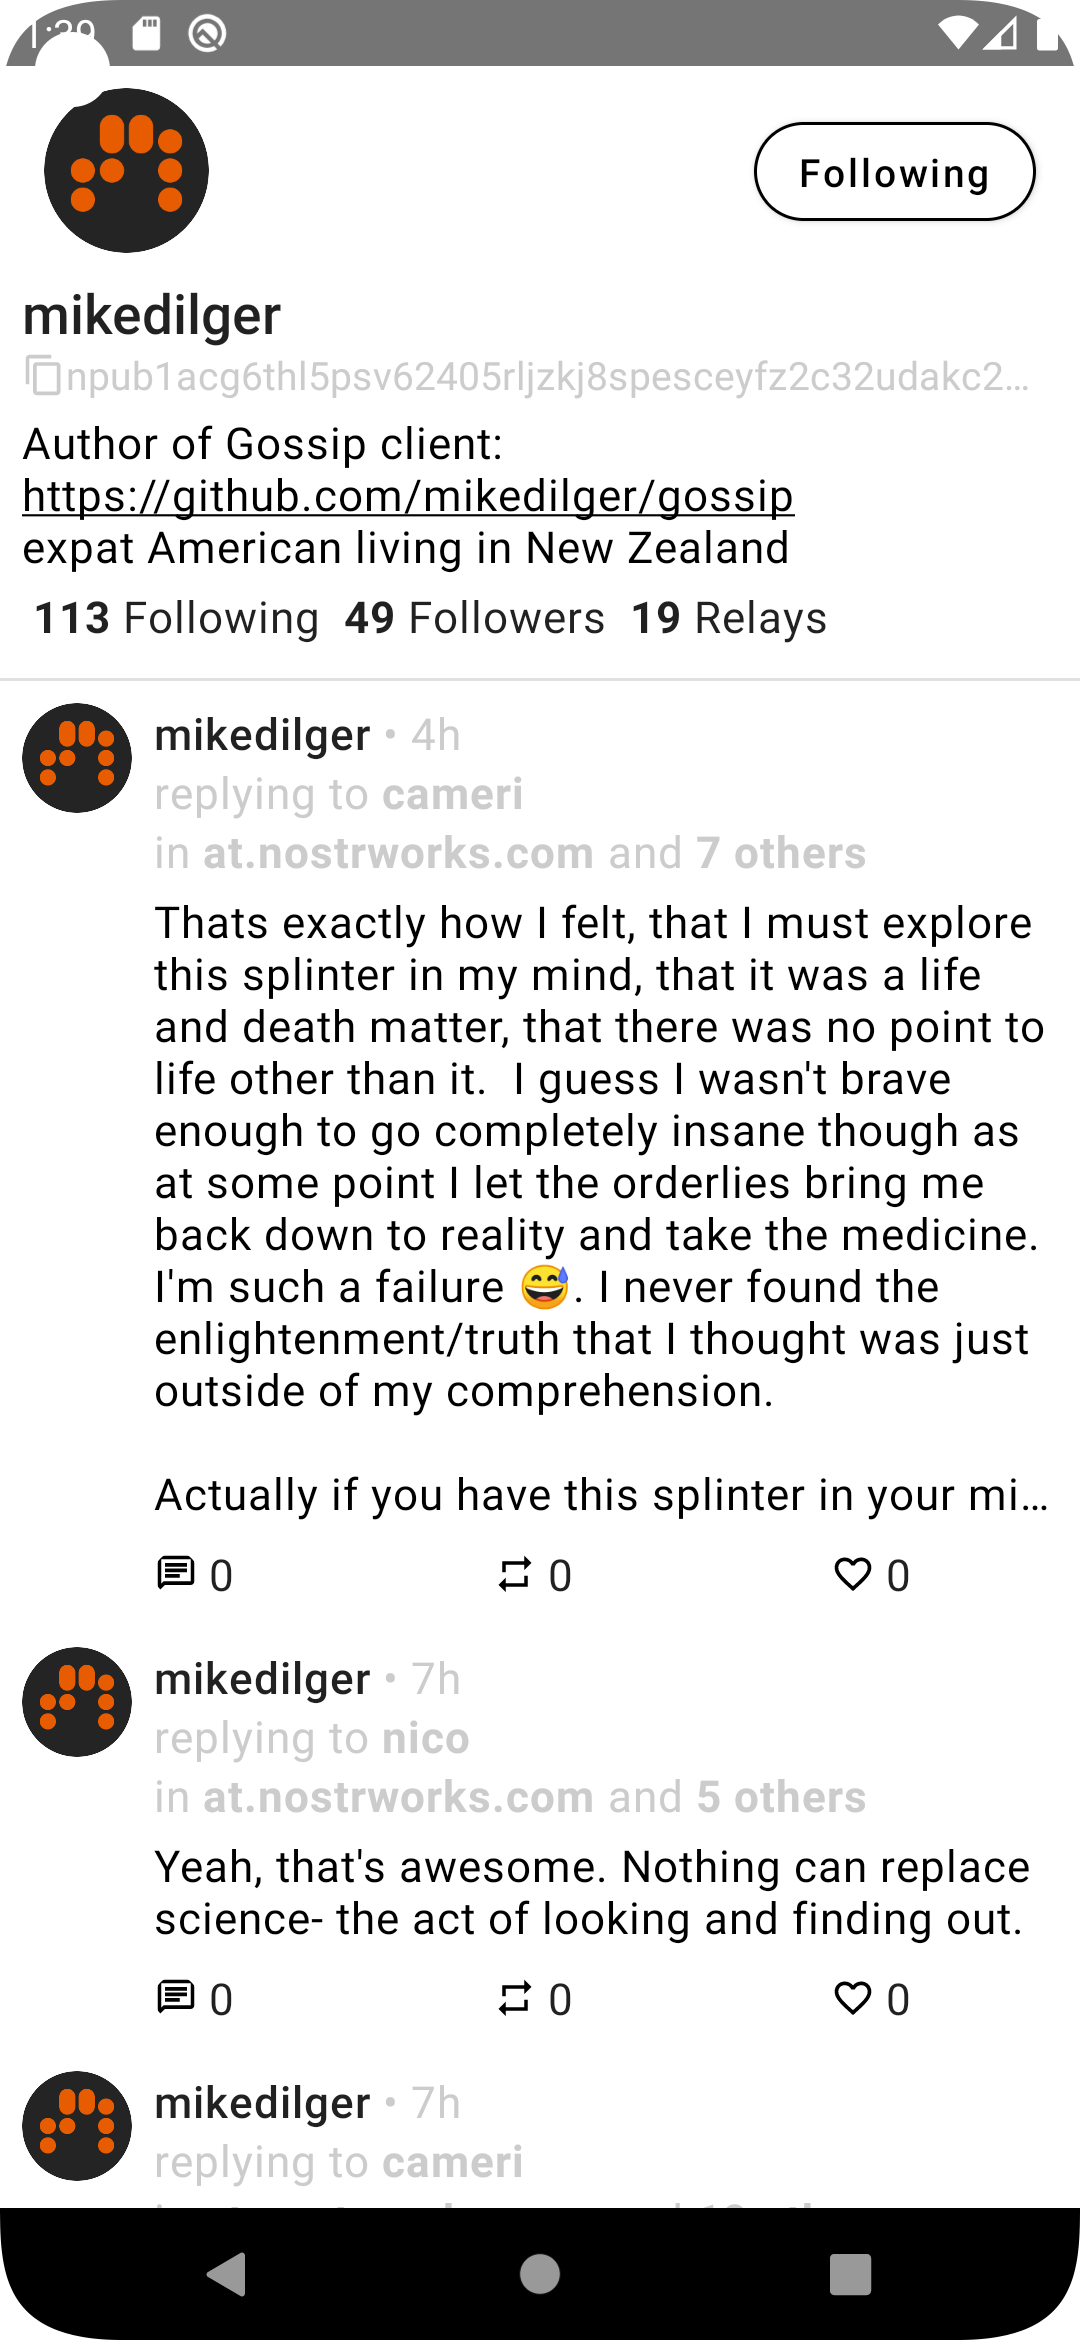 Following
mikedilger
npub1acg6thl5psv62405rljzkj8spesceyfz2c32udakc2…
Author of Gossip client:
https://github.com/mikedilger/gossip
expat American living in New Zealand
113 Following 49 Followers 19 Relays
mikedilger • 4h
replying to cameri
in at.nostrworks.com and 7 others
Thats exactly how I felt, that I must explore
this splinter in my mind, that it was a life
and death matter, that there was no point to
life other than it.  I guess I wasn't brave
enough to go completely insane though as
at some point I let the orderlies bring me
back down to reality and take the medicine.
I'm such a failure 😅. I never found the
enlightenment/truth that I thought was just
outside of my comprehension.
Actually if you have this splinter in your mi…
0 0 0
mikedilger • 7h
replying to nico
in at.nostrworks.com and 5 others
Yeah, that's awesome. Nothing can replace
science- the act of looking and finding out.
0 0 0
mikedilger • 7h
replying to cameri